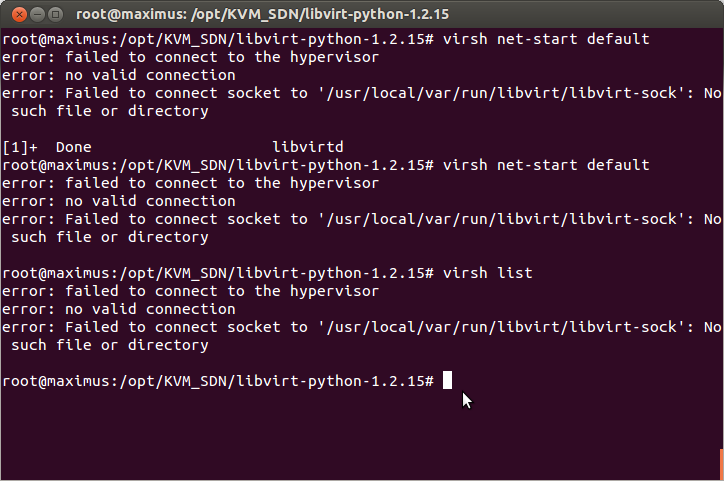 root@maximus: /opt/KVM_SDN/libvirt-python-1.2.15
root@maximus:/opt/KVM_SDN/libvirt-python-1.2.15# virsh net-start default
error: failed to connect to the hypervisor
error: no valid connection
error: Failed to connect socket to '/usr/local/var/run/libvirt/libvirt-sock': No
 such file or directory
[1]+  Done                    libvirtd
root@maximus:/opt/KVM_SDN/libvirt-python-1.2.15# virsh net-start default
error: failed to connect to the hypervisor
error: no valid connection
error: Failed to connect socket to '/usr/local/var/run/libvirt/libvirt-sock': No
 such file or directory
root@maximus:/opt/KVM_SDN/libvirt-python-1.2.15# virsh list
error: failed to connect to the hypervisor
error: no valid connection
error: Failed to connect socket to '/usr/local/var/run/libvirt/libvirt-sock': No
 such file or directory
root@maximus:/opt/KVM_SDN/libvirt-python-1.2.15#